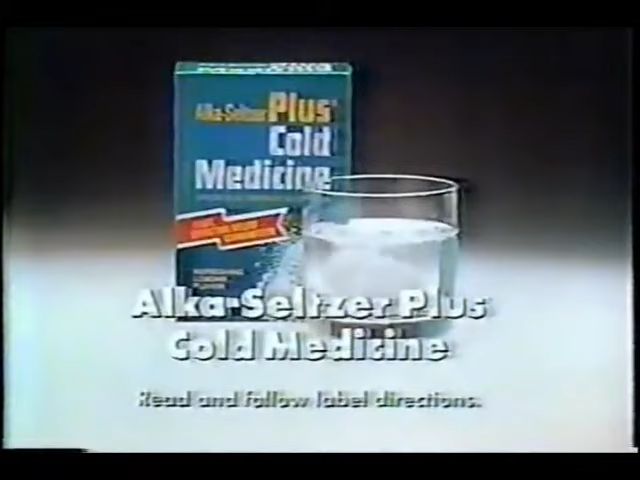 Alka-Seltzer Plus
Cold
Medicine
Alka-Seltzer Plus
Cold Medicine
Read and follow label directions.